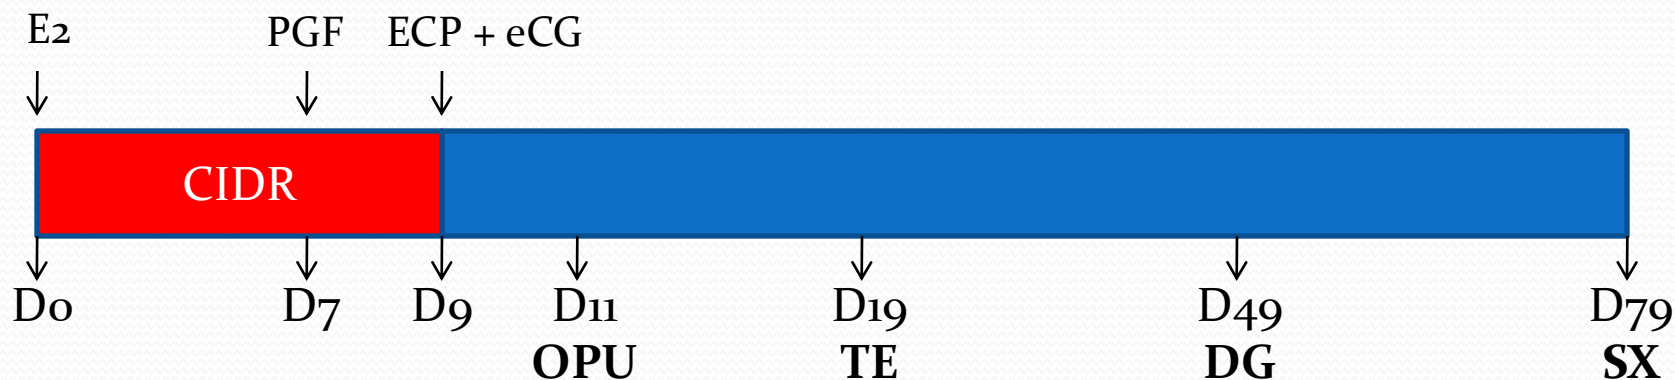 E2 PGF ECP + eCG
CIDR
D0 D7 D9 D11 D19 D49 D79
OPU TE DG SX